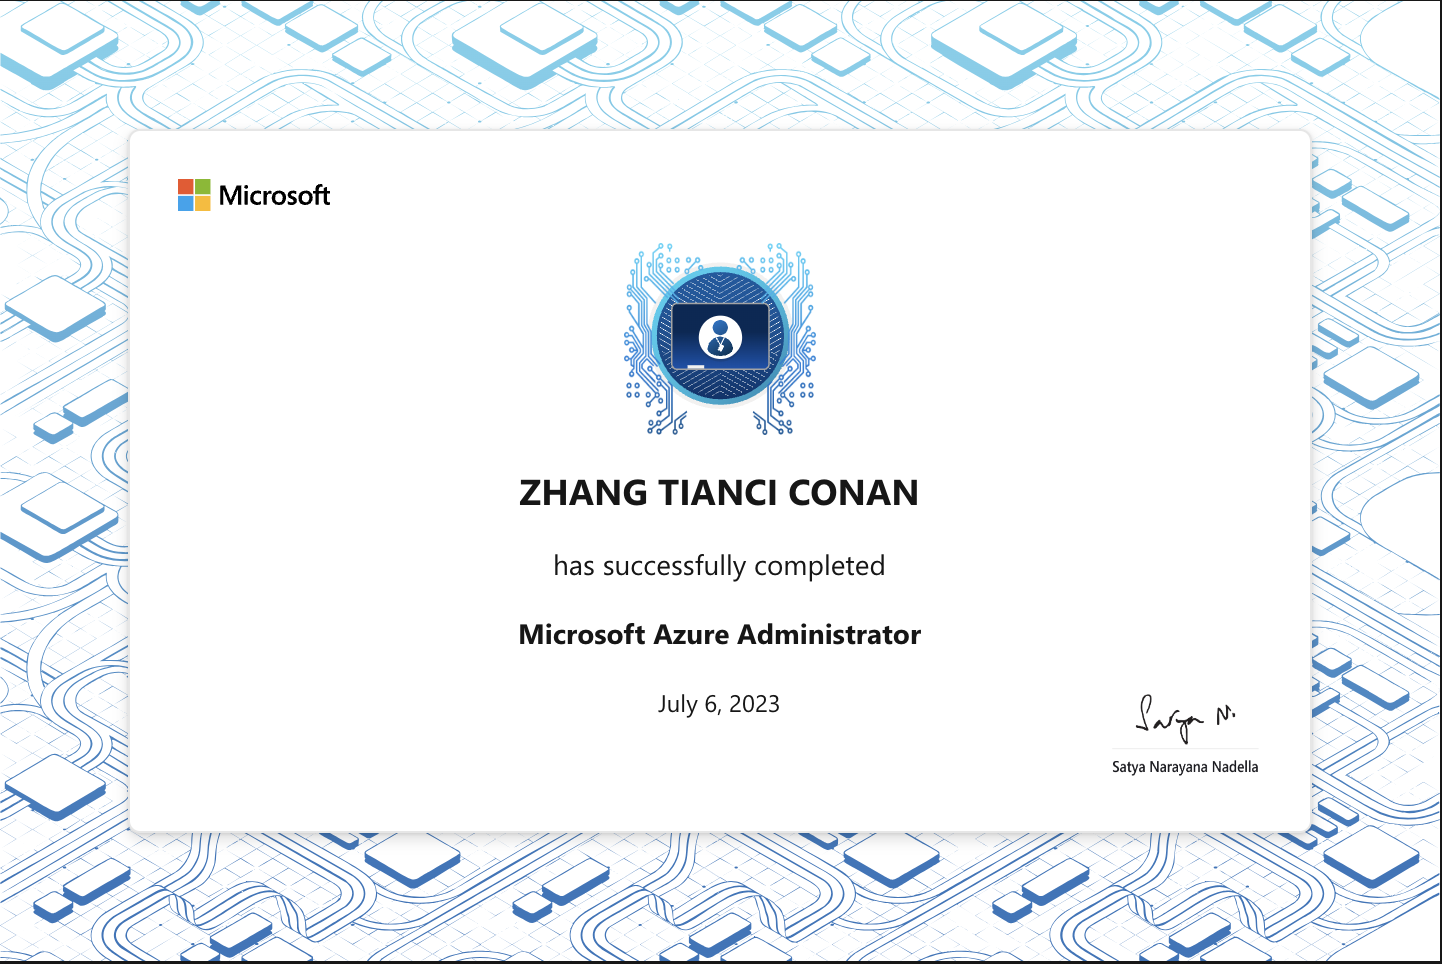 Microsoft
ZHANG TIANCI CONAN
has successfully completed
Microsoft Azure Administrator
July 6, 2023
Satya N.
Satya Narayana Nadella